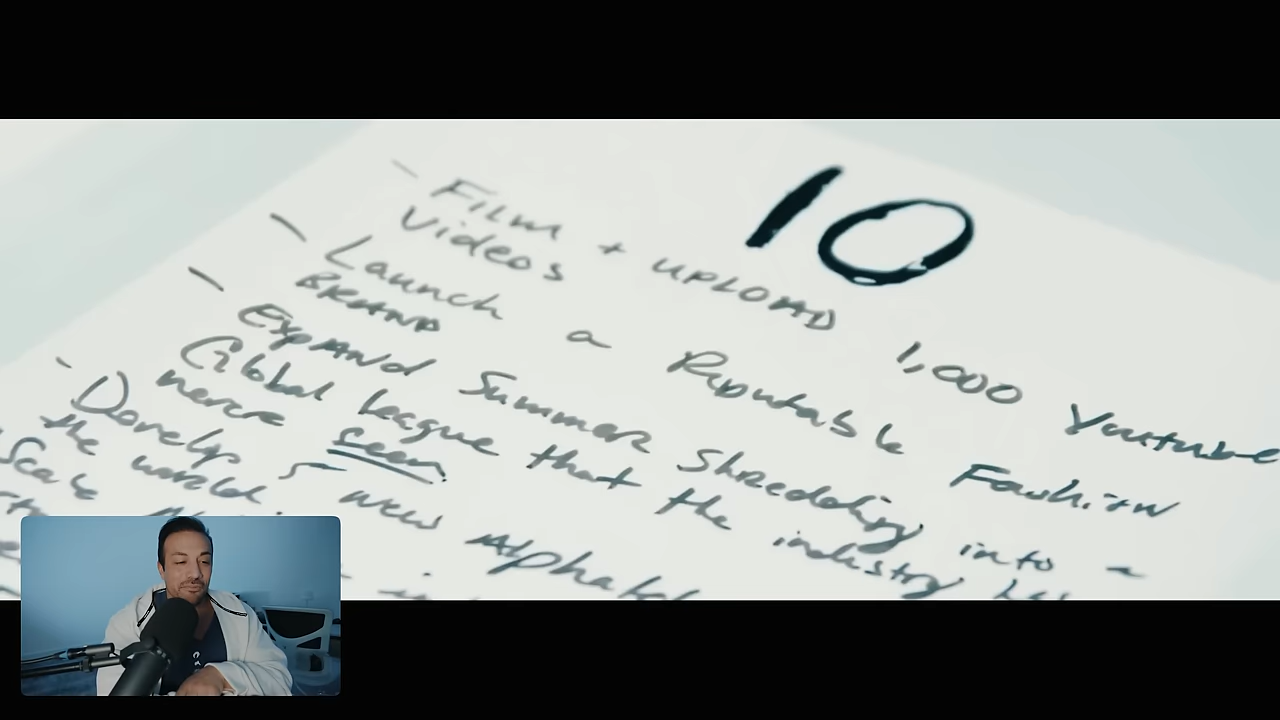 10
- Film + UPLOAD 1,000 Youtube
Videos
- Launch a Reputable Fashion
BRAND
- Expand Summer Shredding into a
Global league that the industry has
never seen
- Develop 5 new Alphalete
the world.
Scale